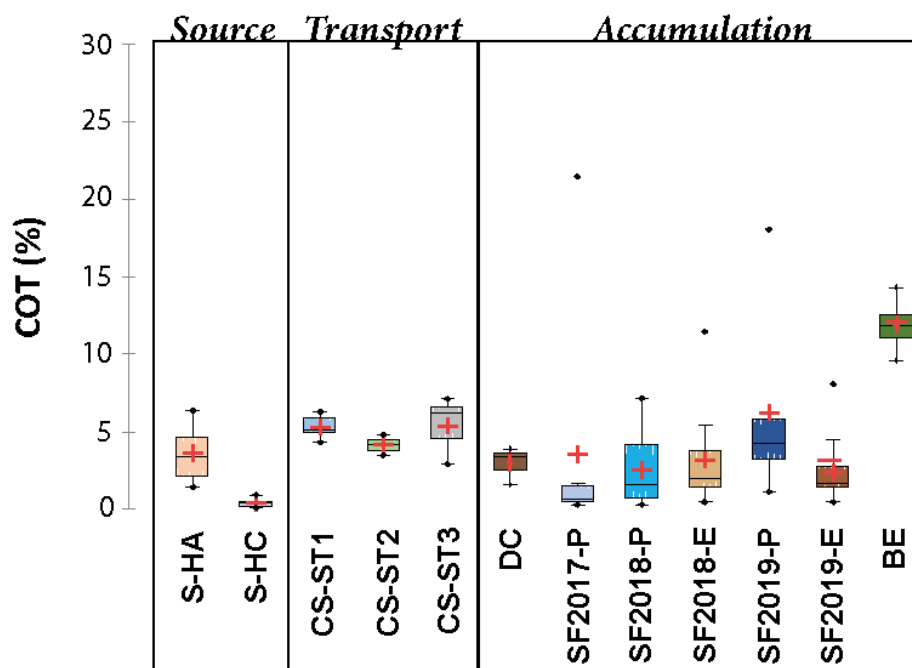 Source Transport Accumulation
30
25
20
15
10
5
0
COT (%)
S-HA
S-HC
CS-ST1
CS-ST2
CS-ST3
DC
SF2017-P
SF2018-P
SF2018-E
SF2019-P
SF2019-E
BE